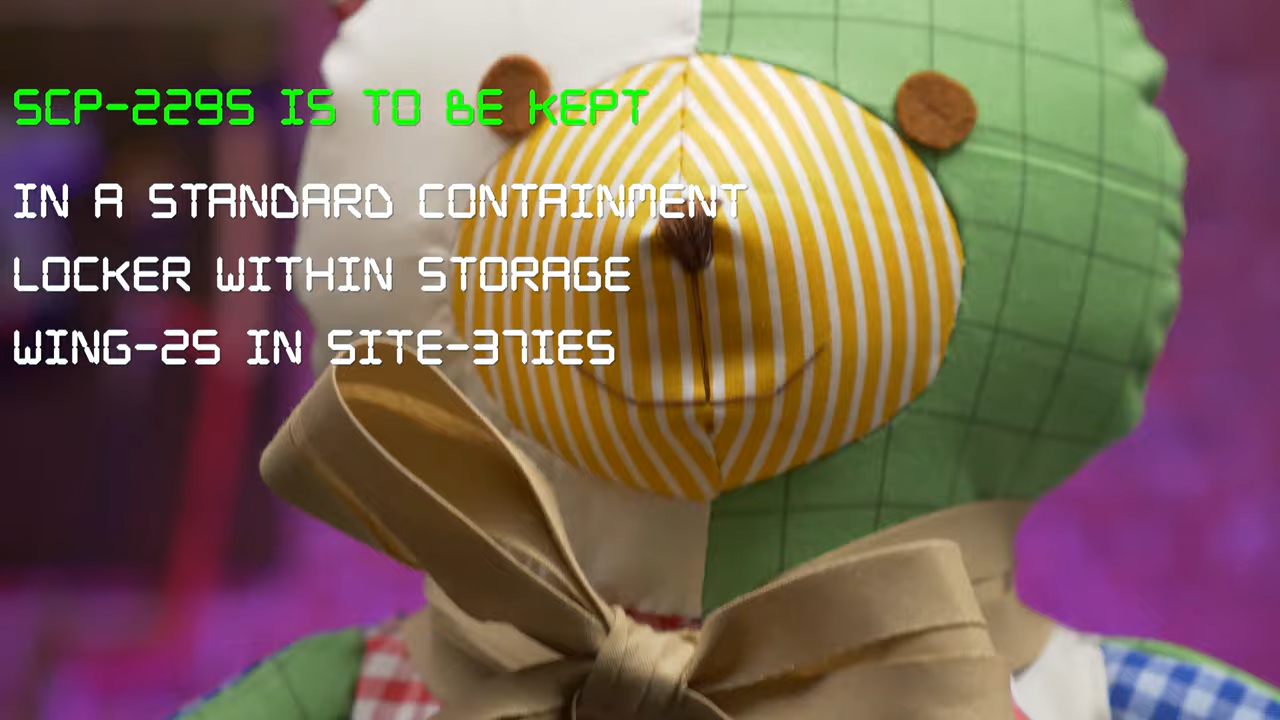 SCP-2295 IS TO BE KEPT
IN A STANDARD CONTAINMENT
LOCKER WITHIN STORAGE
WING-25 IN SITE-37IES